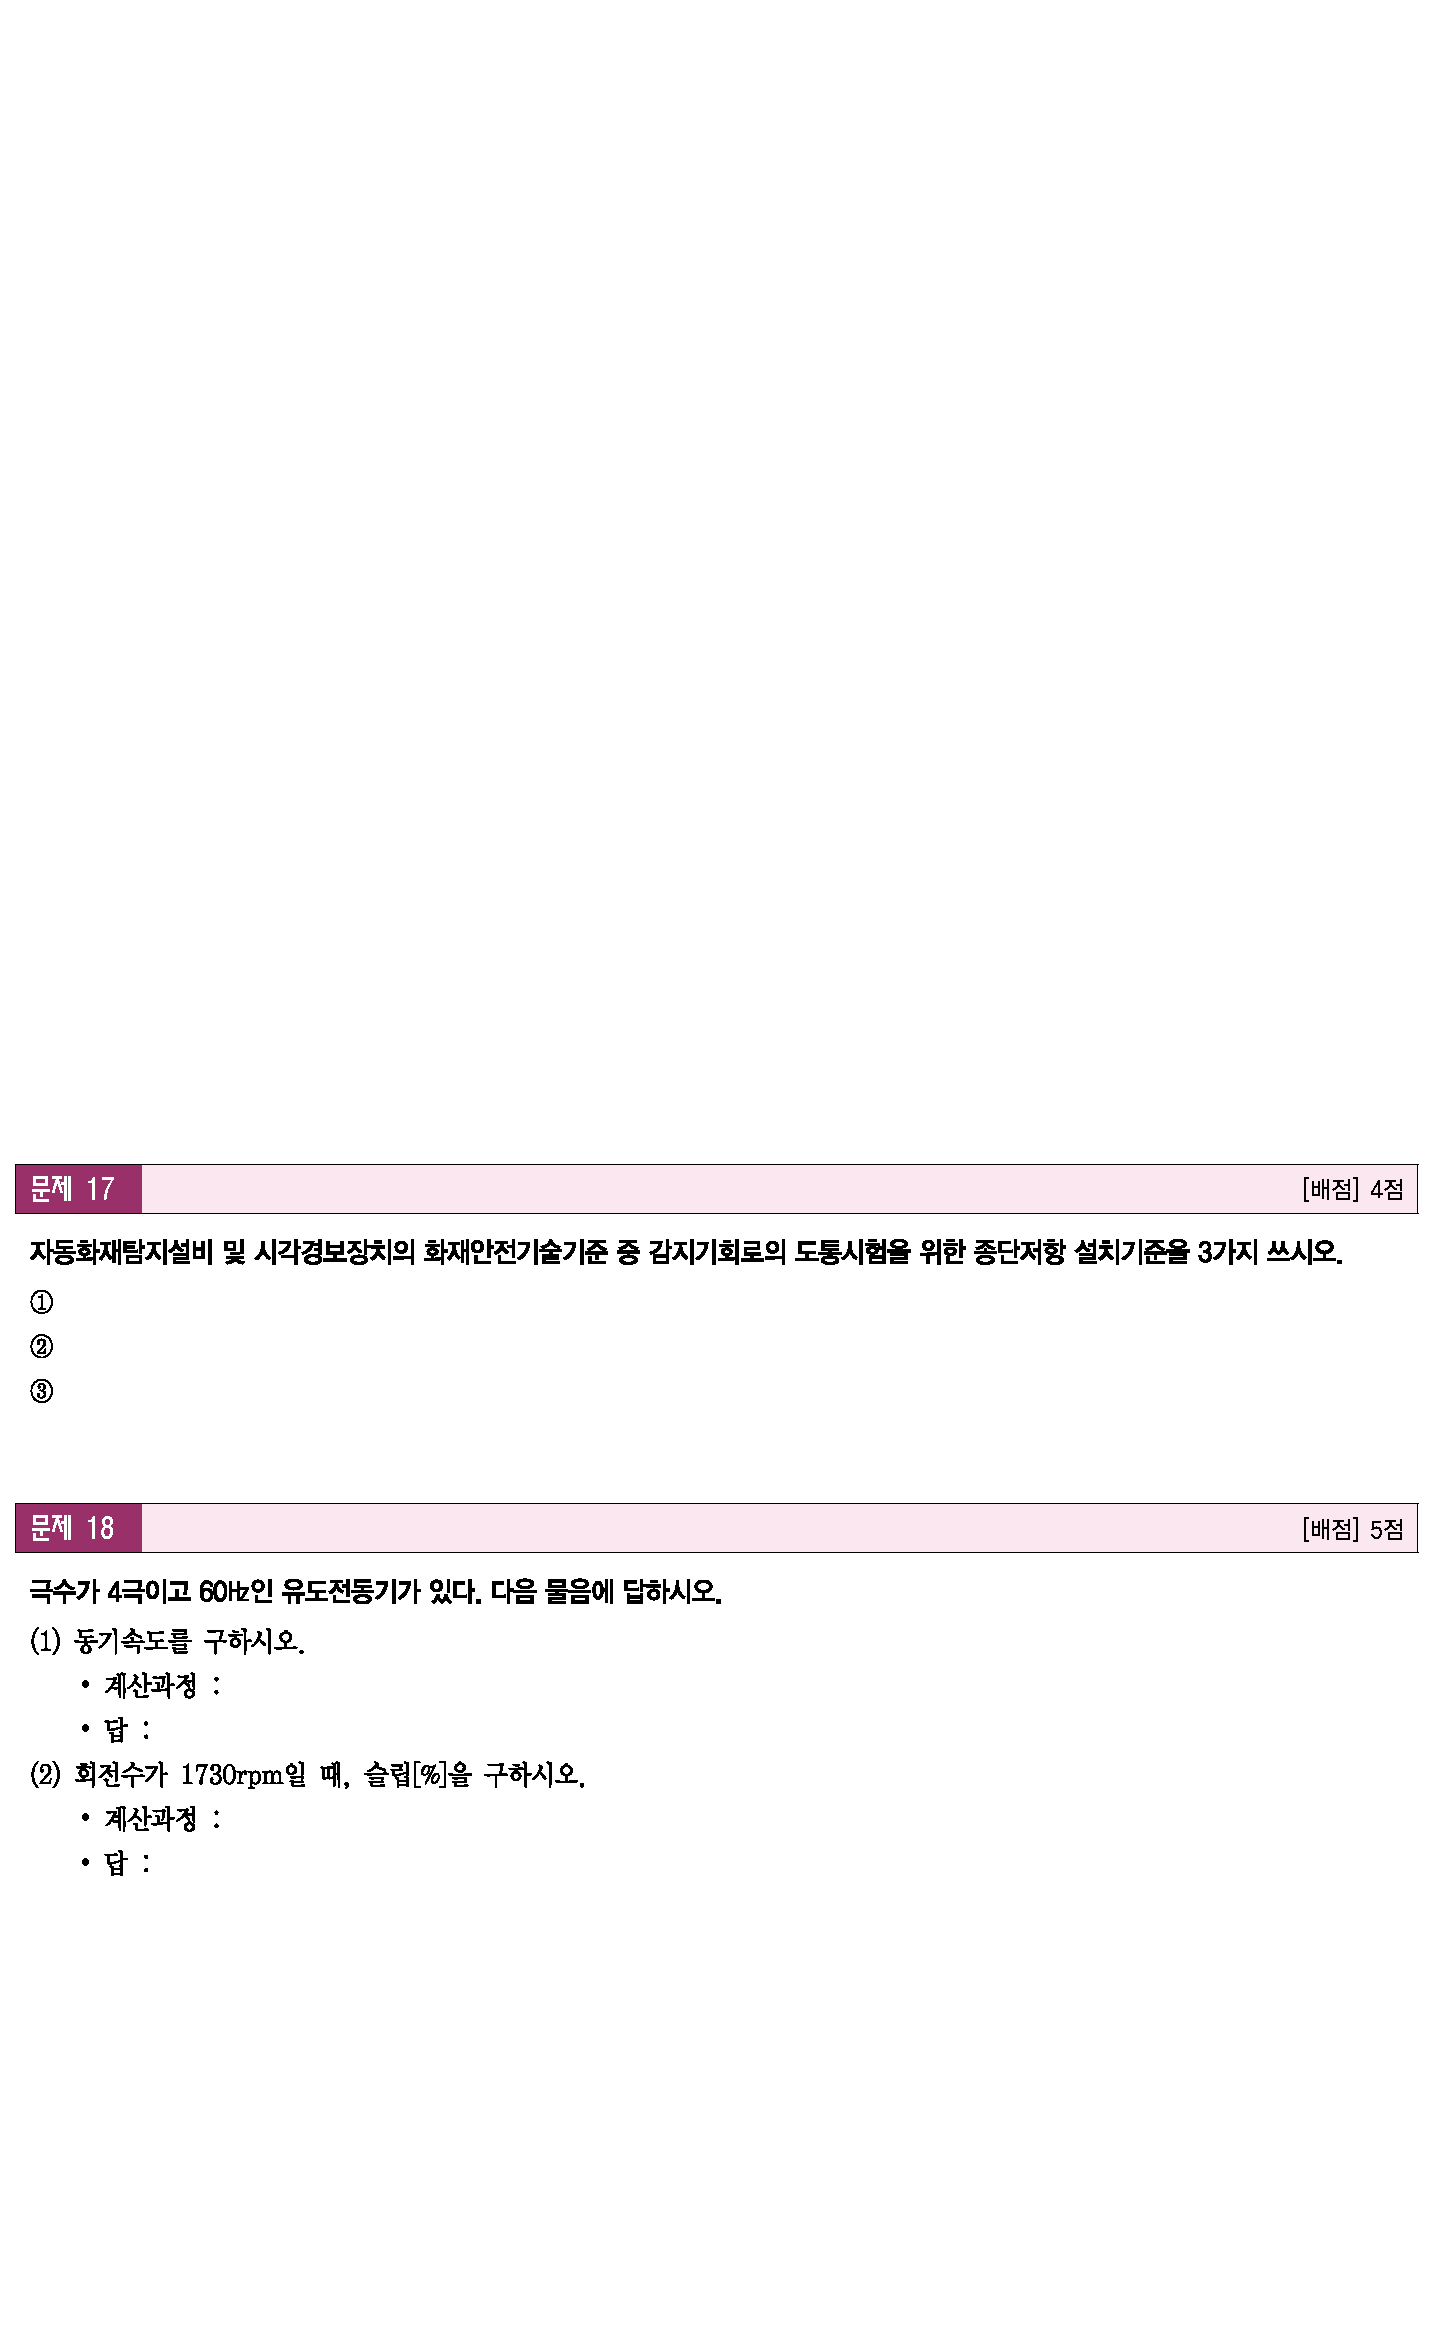 문제 17 [배점] 4점
자동화재탐지설비 및 시각경보장치의 화재안전기술기준 중 감지기회로의 도통시험을 위한 종단저항 설치기준을 3가지 쓰시오.
①
②
③
문제 18 [배점] 5점
극수가 4극이고 60Hz인 유도전동기가 있다. 다음 물음에 답하시오.
(1) 동기속도를 구하시오.
• 계산과정 :
• 답 :
(2) 회전수가 1730rpm일 때, 슬립[%]을 구하시오.
• 계산과정 :
• 답 :